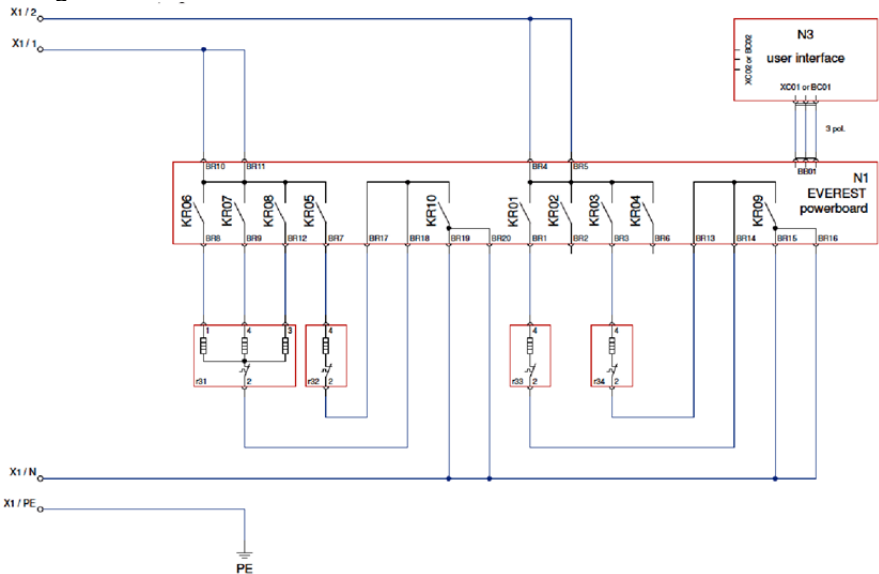 X1 / 2
X1 / 1
N3
user interface
XC02 or BC02
XC01 or BC01
3 pol.
BR10 BR11 BR4 BR5 BB01
N1
EVEREST
powerboard
KR06 KR07 KR08 KR05 KR10 KR01 KR02 KR03 KR04 KR09
BR8 BR9 BR12 BR7 BR17 BR18 BR19 BR20 BR1 BR2 BR3 BR6 BR13 BR14 BR15 BR16
1 4 3 4 4 4
r31 2 r32 2 r33 2 r34 2
X1 / N
X1 / PE
PE